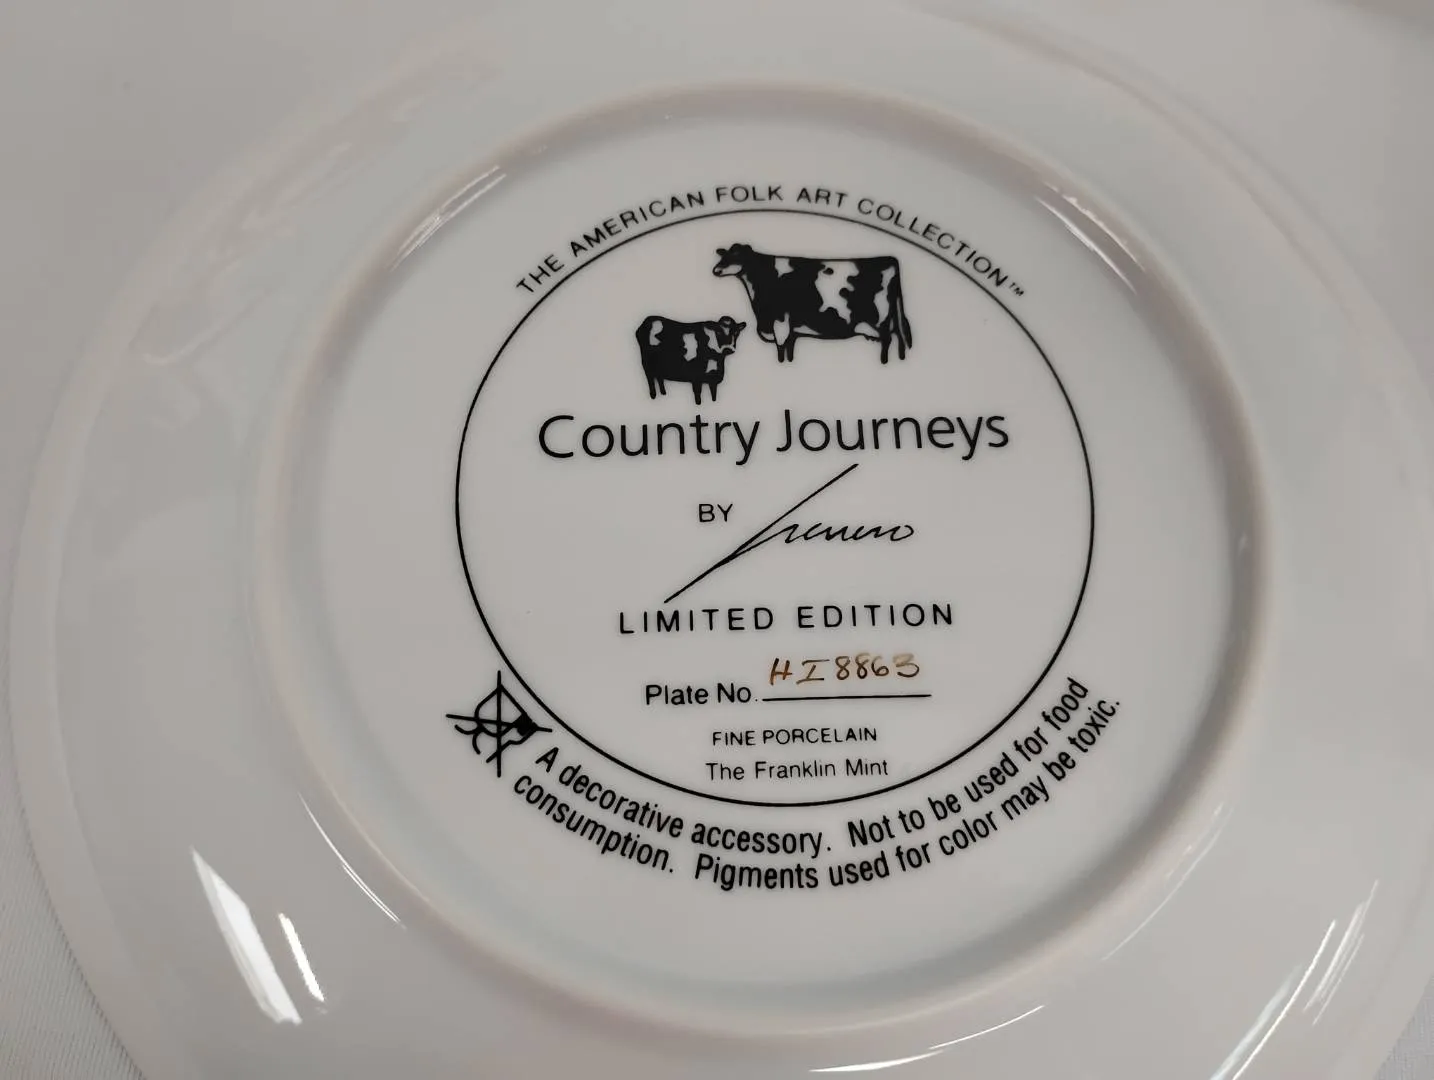 THE AMERICAN FOLK ART COLLECTION™
Country Journeys
BY
LIMITED EDITION
Plate No. HI8863
FINE PORCELAIN
The Franklin Mint
A decorative accessory. Not to be used for food
consumption. Pigments used for color may be toxic.